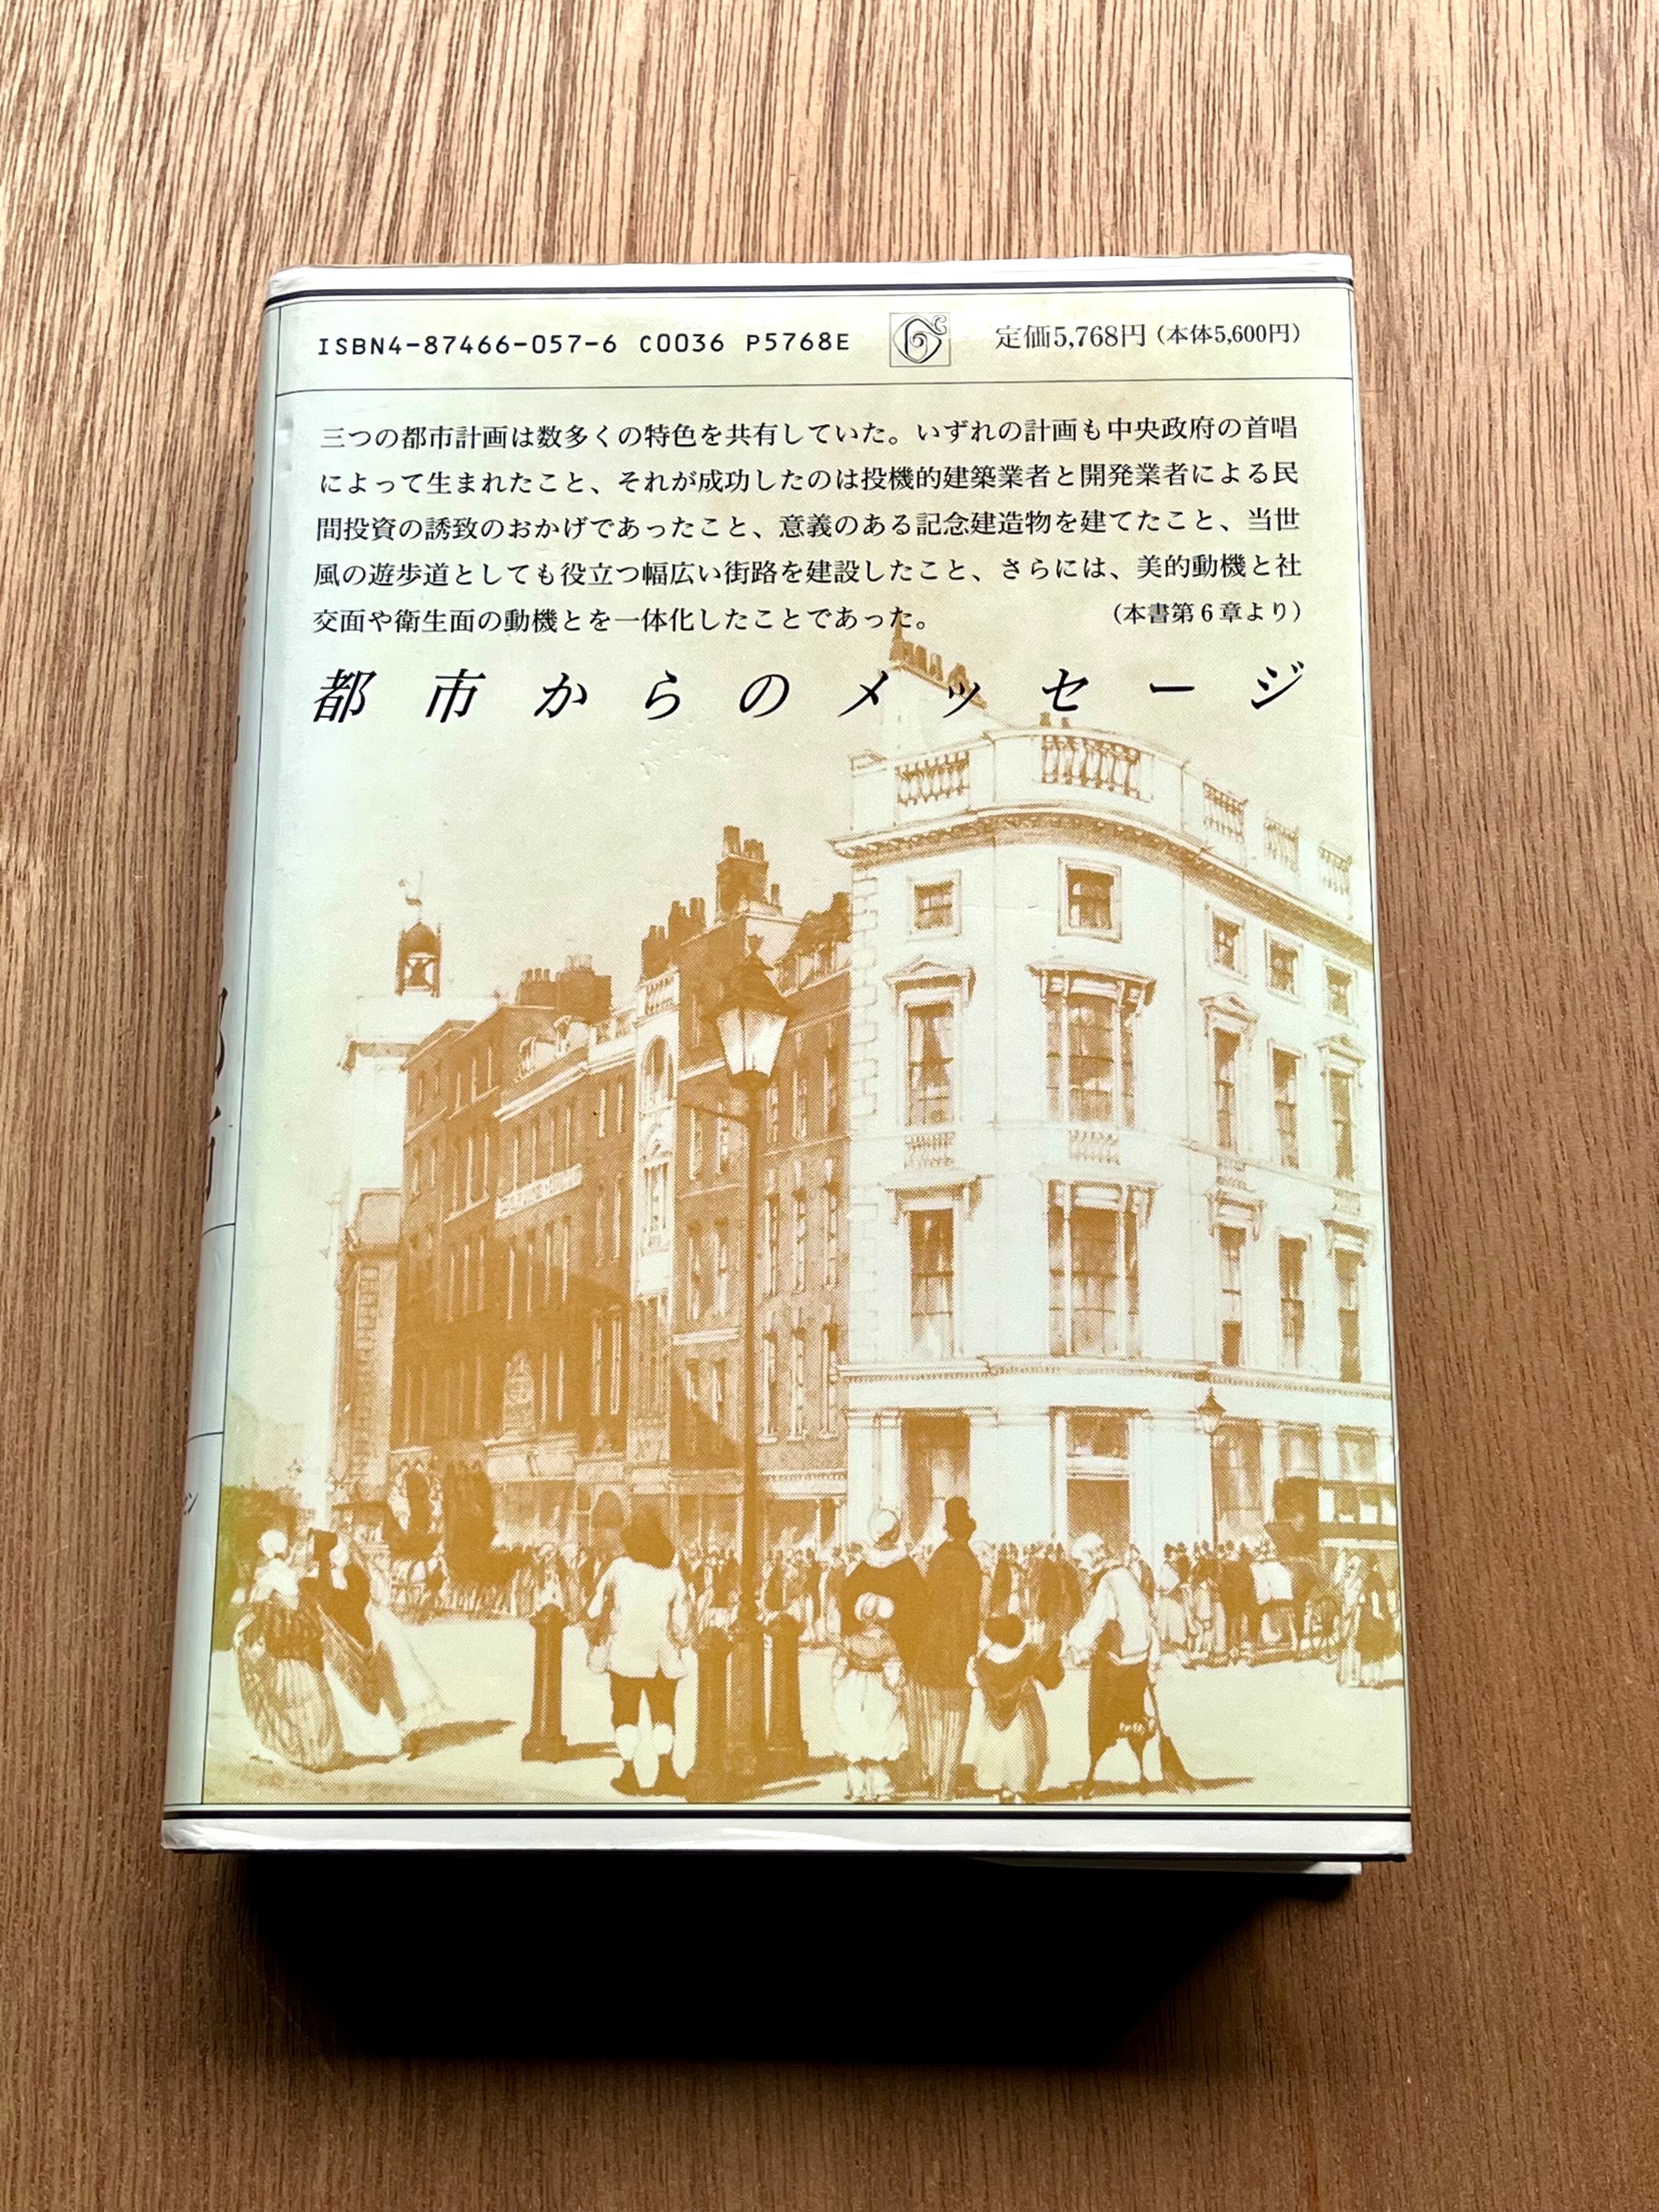 ISBN4-87466-057-6 C0036 P5768E 定価5,768円(本体5,600円)
三つの都市計画は数多くの特色を共有していた。いずれの計画も中央政府の首唱
によって生まれたこと、それが成功したのは投機的建築業者と開発業者による民
間投資の誘致のおかげであったこと、意義のある記念建造物を建てたこと、当世
風の遊歩道としても役立つ幅広い街路を建設したこと、さらには、美的動機と社
交面や衛生面の動機とを一体化したことであった。 (本書第6章より)
都市からのメッセージ